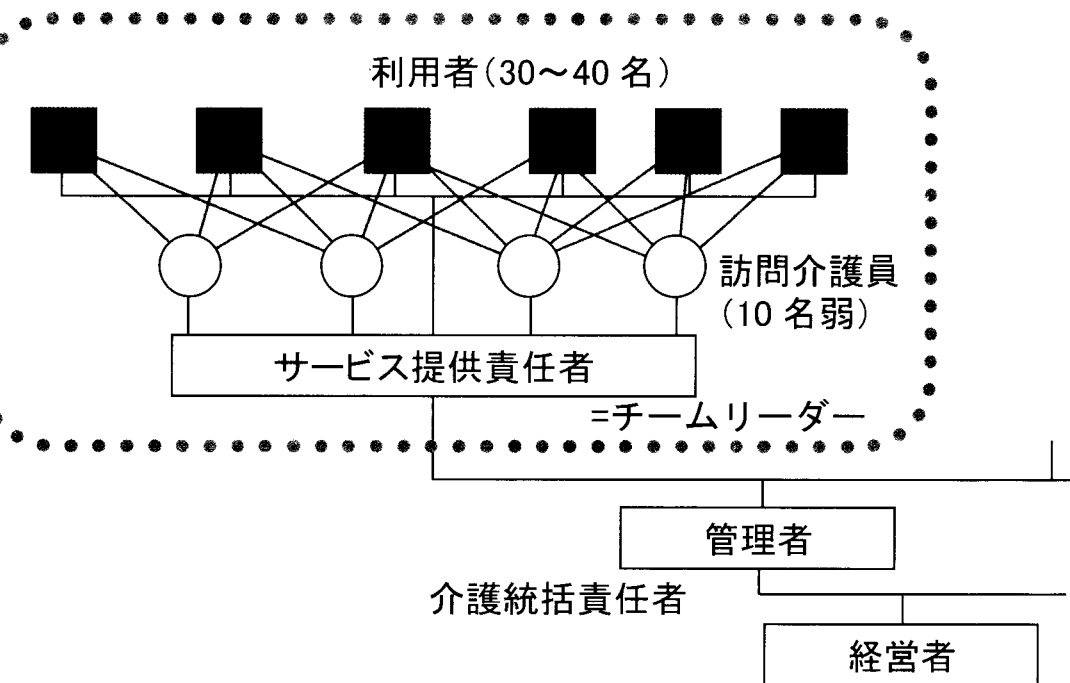 利用者(30～40 名)
訪問介護員
(10 名弱)
サービス提供責任者
=チームリーダー
管理者
介護統括責任者
経営者